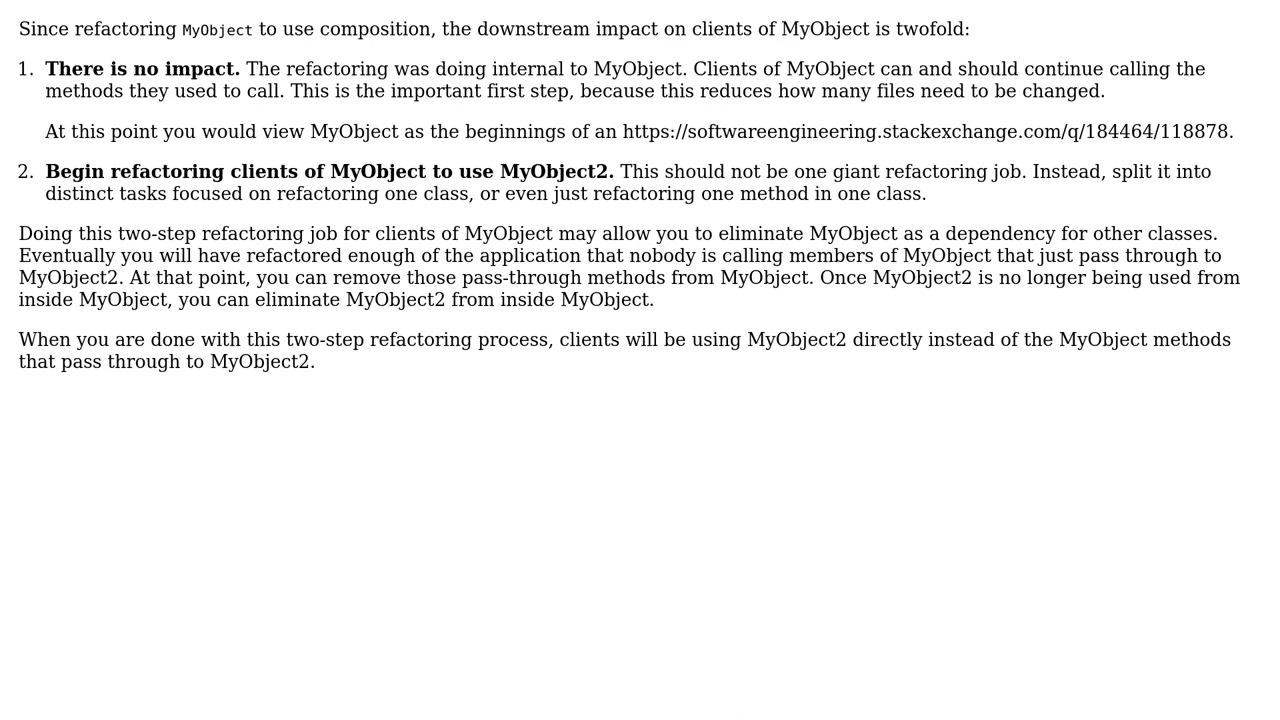 Since refactoring MyObject to use composition, the downstream impact on clients of MyObject is twofold:
1. There is no impact. The refactoring was doing internal to MyObject. Clients of MyObject can and should continue calling the
methods they used to call. This is the important first step, because this reduces how many files need to be changed.
At this point you would view MyObject as the beginnings of an https://softwareengineering.stackexchange.com/q/184464/118878.
2. Begin refactoring clients of MyObject to use MyObject2. This should not be one giant refactoring job. Instead, split it into
distinct tasks focused on refactoring one class, or even just refactoring one method in one class.
Doing this two-step refactoring job for clients of MyObject may allow you to eliminate MyObject as a dependency for other classes.
Eventually you will have refactored enough of the application that nobody is calling members of MyObject that just pass through to
MyObject2. At that point, you can remove those pass-through methods from MyObject. Once MyObject2 is no longer being used from
inside MyObject, you can eliminate MyObject2 from inside MyObject.
When you are done with this two-step refactoring process, clients will be using MyObject2 directly instead of the MyObject methods
that pass through to MyObject2.